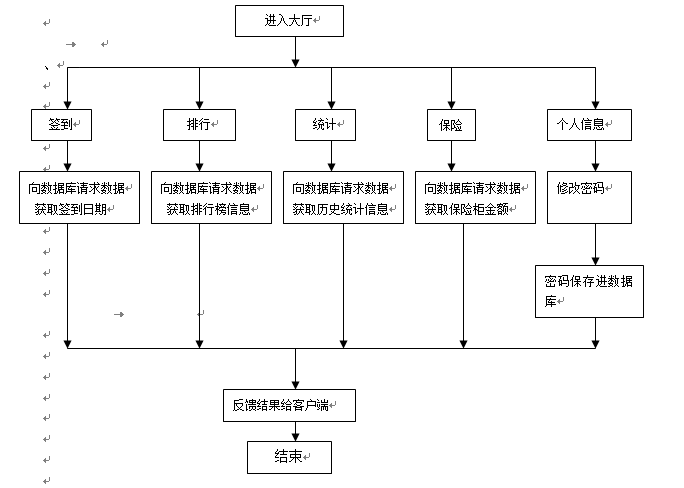 进入大厅
、
签到
排行
统计
保险
个人信息
向数据库请求数据
获取签到日期
向数据库请求数据
获取排行榜信息
向数据库请求数据
获取历史统计信息
向数据库请求数据
获取保险柜金额
修改密码
密码保存进数据
库
反馈结果给客户端
结束